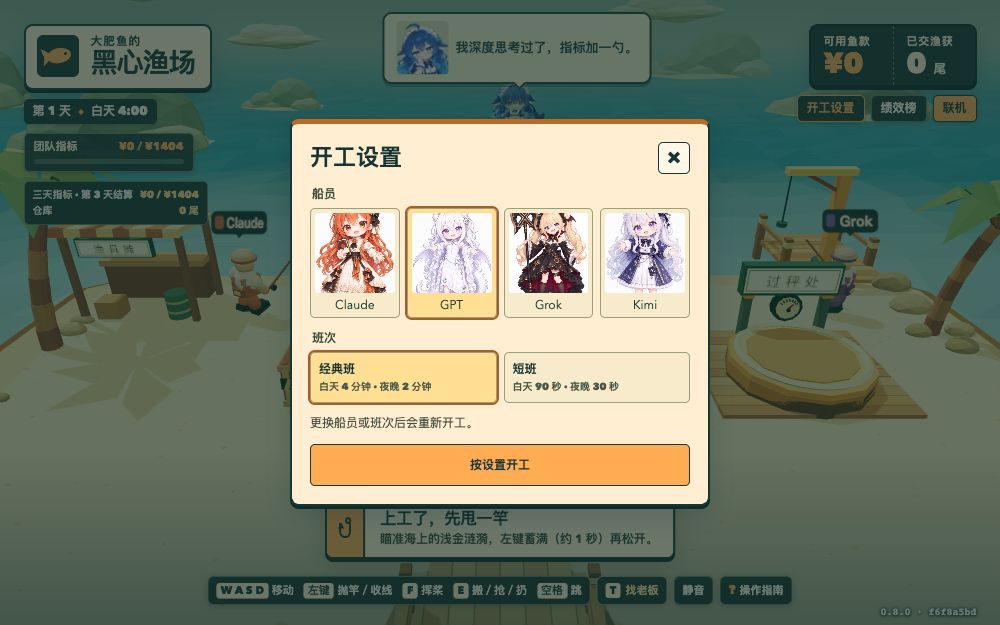 大肥鱼的
黑心渔场
第 1 天 • 白天 4:00
团队指标 ¥0 / ¥1404
三天指标 • 第 3 天结算 ¥0 / ¥1404
仓库 0 尾
我深度思考过了，指标加一勺。
可用鱼款 已交渔获
¥0 0 尾
开工设置 绩效榜 联机
Claude
Grok
渔具摊
过秤处
开工设置
船员
Claude GPT Grok Kimi
班次
经典班
白天 4 分钟 • 夜晚 2 分钟
短班
白天 90 秒 • 夜晚 30 秒
更换船员或班次后会重新开工。
按设置开工
上工了，先甩一竿
瞄准海上的浅金涟漪，左键蓄满（约 1 秒）再松开。
WASD 移动 左键 抛竿 / 收线 F 挥桨 E 搬 / 抢 / 扔 空格 跳 T 找老板 静音 ? 操作指南
0.8.0 · f6f8a5bd